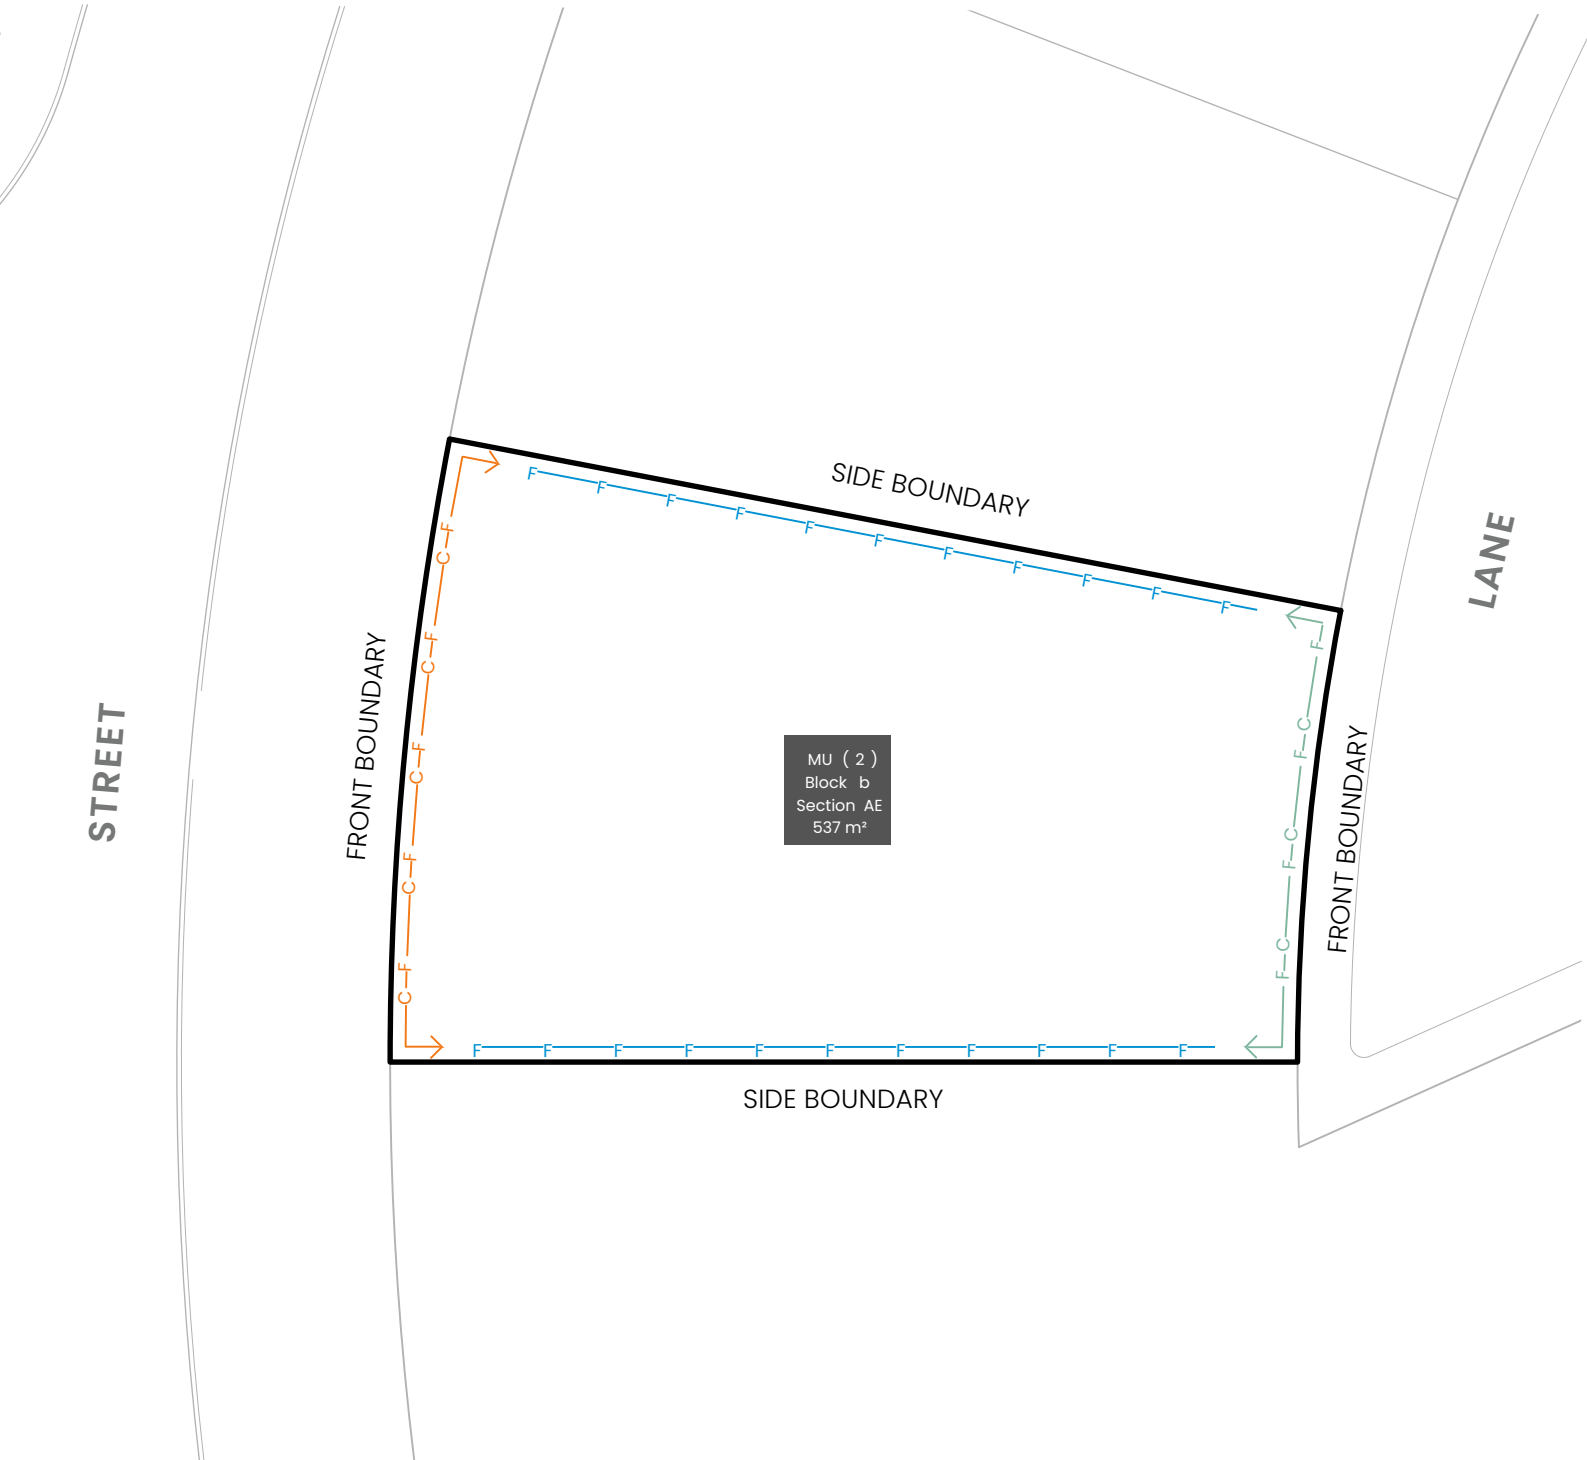 SIDE BOUNDARY
LANE
STREET
FRONT BOUNDARY
MU ( 2 )
Block b
Section AE
537 m²
FRONT BOUNDARY
SIDE BOUNDARY
F F F F F F F F F F F
F C F C F C F C F C
F C F C F C F
F F F F F F F F F F F